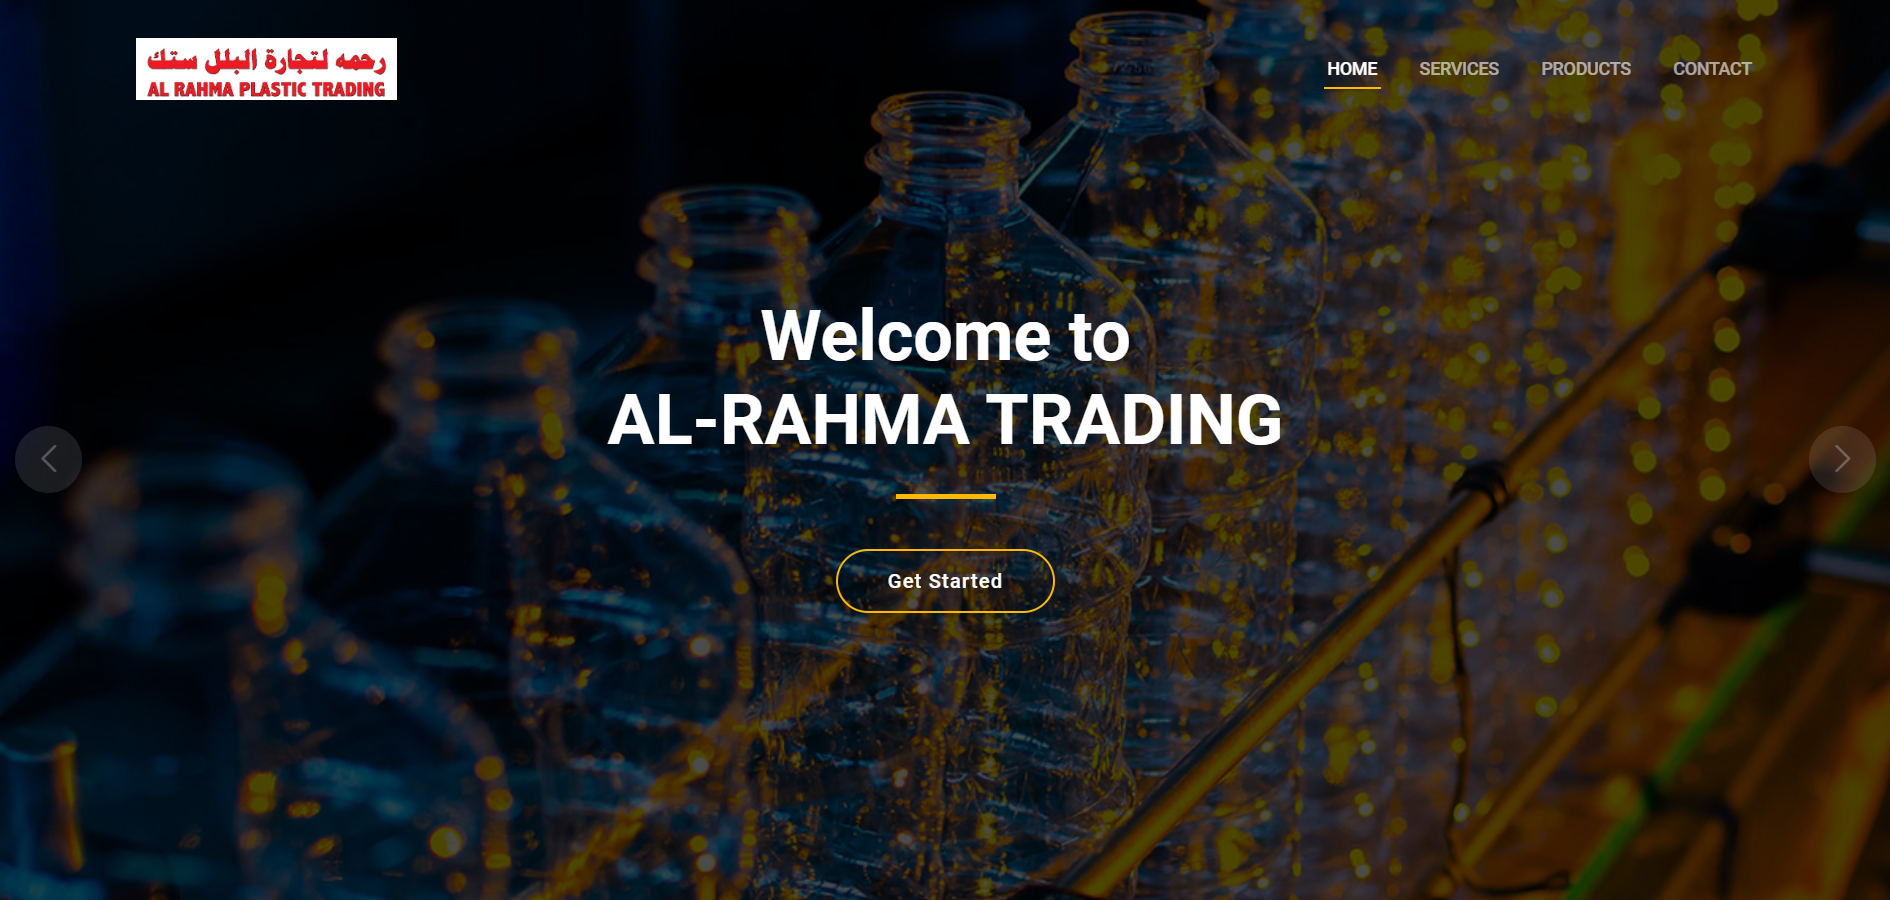 رحمه لتجارة البلل ستك
AL RAHMA PLASTIC TRADING
HOME
SERVICES
PRODUCTS
CONTACT
Welcome to
AL-RAHMA TRADING
Get Started